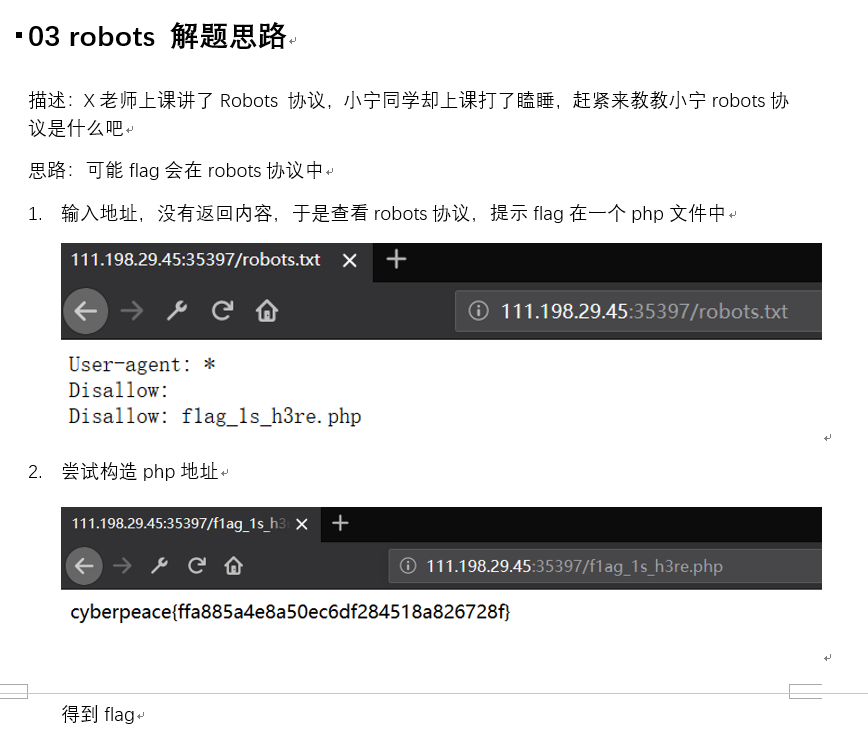 03 robots 解题思路
描述：X 老师上课讲了 Robots 协议，小宁同学却上课打了瞌睡，赶紧来教教小宁 robots 协
议是什么吧
思路：可能 flag 会在 robots 协议中
1. 输入地址，没有返回内容，于是查看 robots 协议，提示 flag 在一个 php 文件中
111.198.29.45:35397/robots.txt
111.198.29.45:35397/robots.txt
User-agent: *
Disallow:
Disallow: f1ag_1s_h3re.php
2. 尝试构造 php 地址
111.198.29.45:35397/f1ag_1s_h3
111.198.29.45:35397/f1ag_1s_h3re.php
cyberpeace{ffa885a4e8a50ec6df284518a826728f}
得到 flag